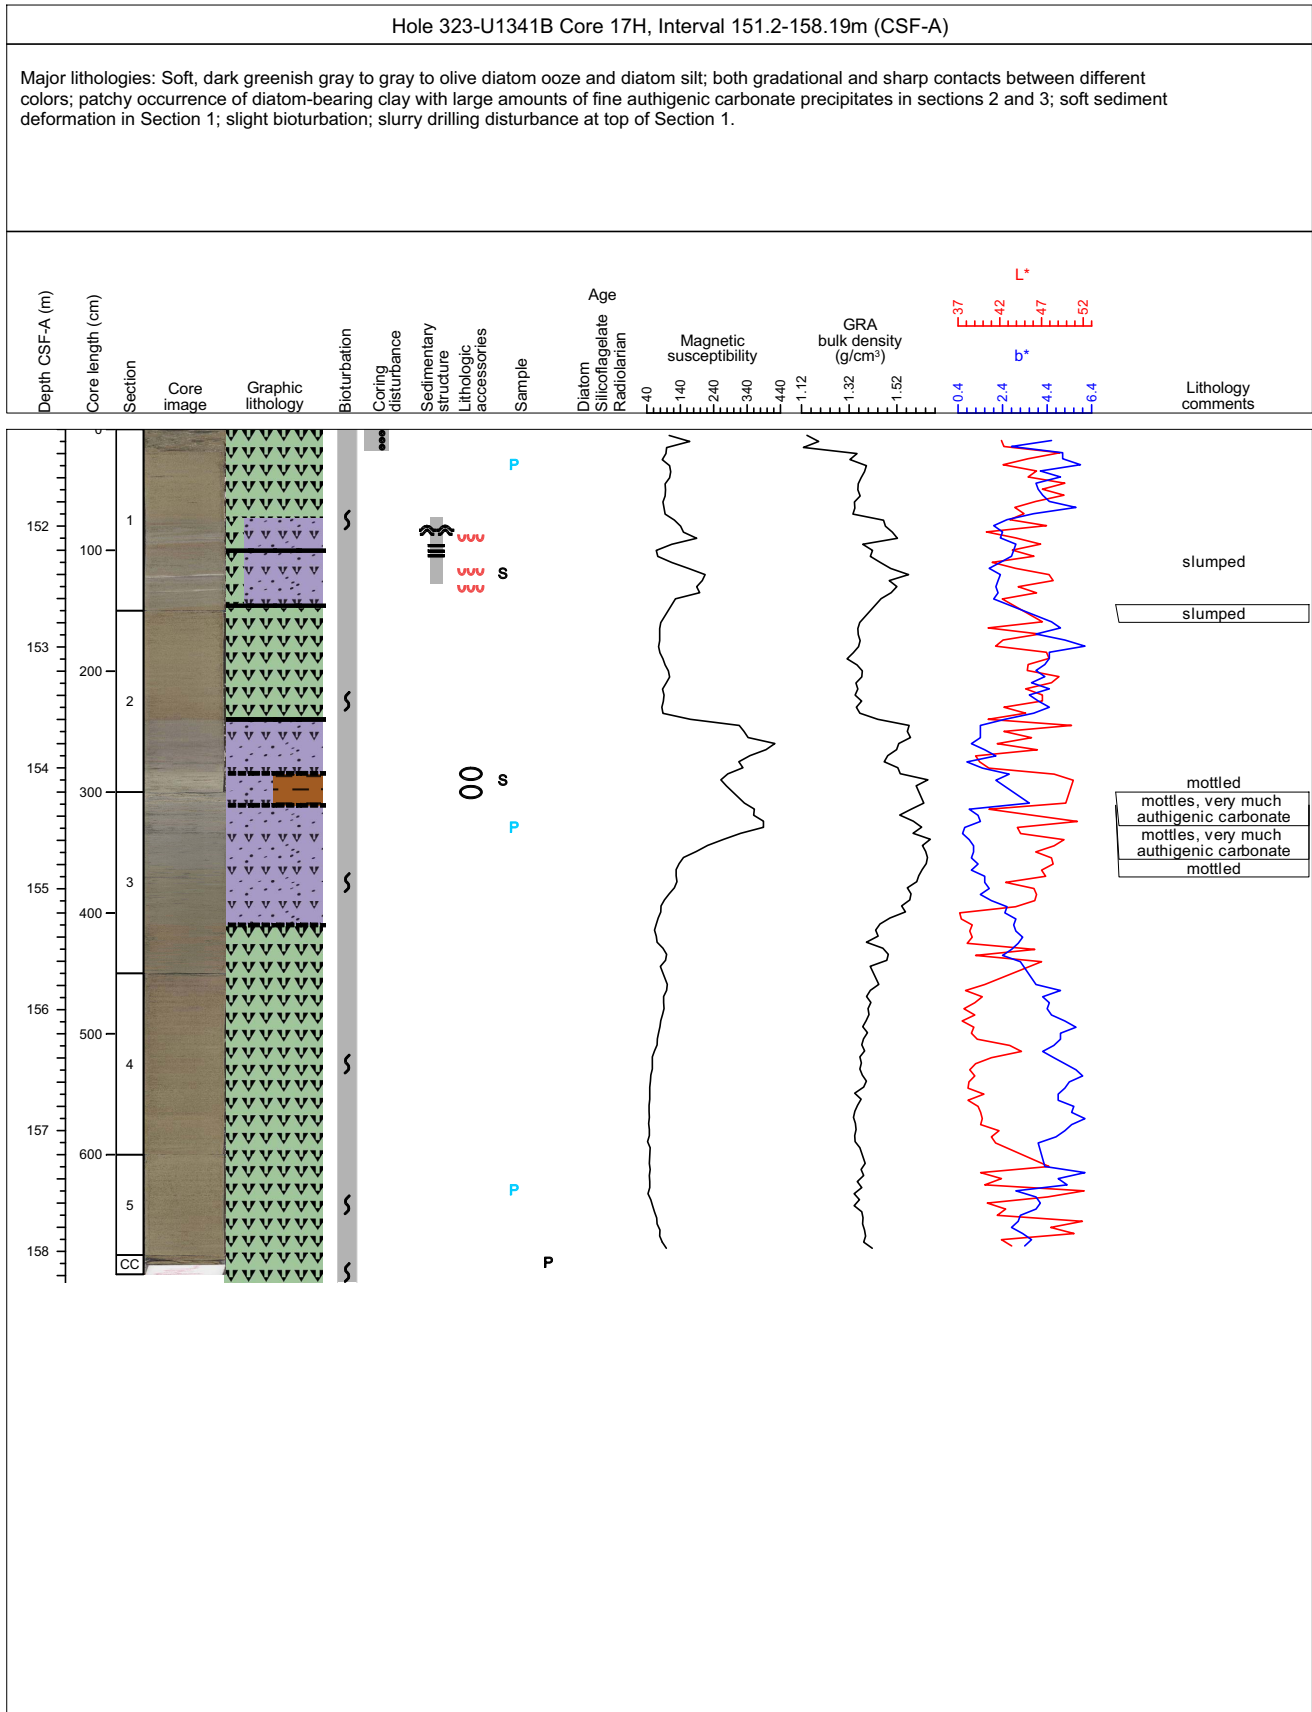 Hole 323-U1341B Core 17H, Interval 151.2-158.19m (CSF-A)
Major lithologies: Soft, dark greenish gray to gray to olive diatom ooze and diatom silt; both gradational and sharp contacts between different
colors; patchy occurrence of diatom-bearing clay with large amounts of fine authigenic carbonate precipitates in sections 2 and 3; soft sediment
deformation in Section 1; slight bioturbation; slurry drilling disturbance at top of Section 1.
Depth CSF-A (m)
Core length (cm)
Section
Core
image
Graphic
lithology
Bioturbation
Coring
disturbance
Sedimentary
structure
Lithologic
accessories
Sample
Age
Diatom
Silicoflagelate
Radiolarian
Magnetic
susceptibility
40 140 240 340 440
GRA
bulk density
(g/cm³)
1.12 1.32 1.52
L*
37 42 47 52
b*
0.4 2.4 4.4 6.4
Lithology
comments
0
P
1
152
100
slumped
S
slumped
153
200
2
154
mottled
S
300
mottles, very much
authigenic carbonate
P
mottles, very much
authigenic carbonate
mottled
3
155
400
156
500
4
157
600
P
5
158
CC
P